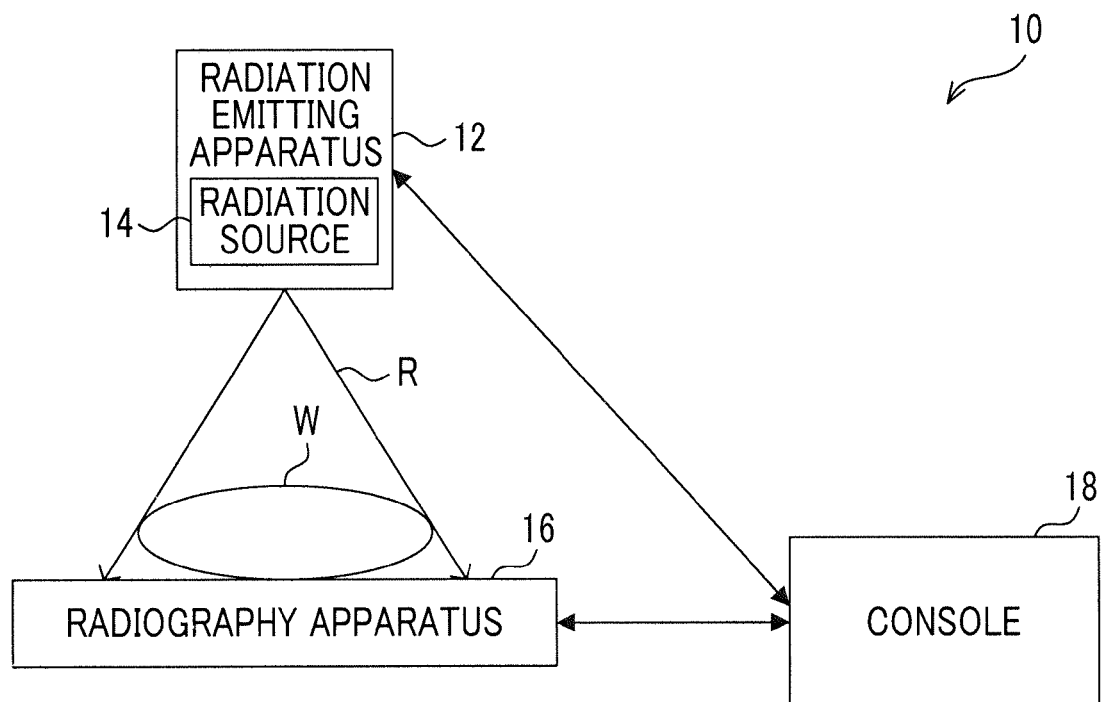 10
RADIATION
EMITTING
APPARATUS
12
14
RADIATION
SOURCE
R
W
16
18
RADIOGRAPHY APPARATUS
CONSOLE